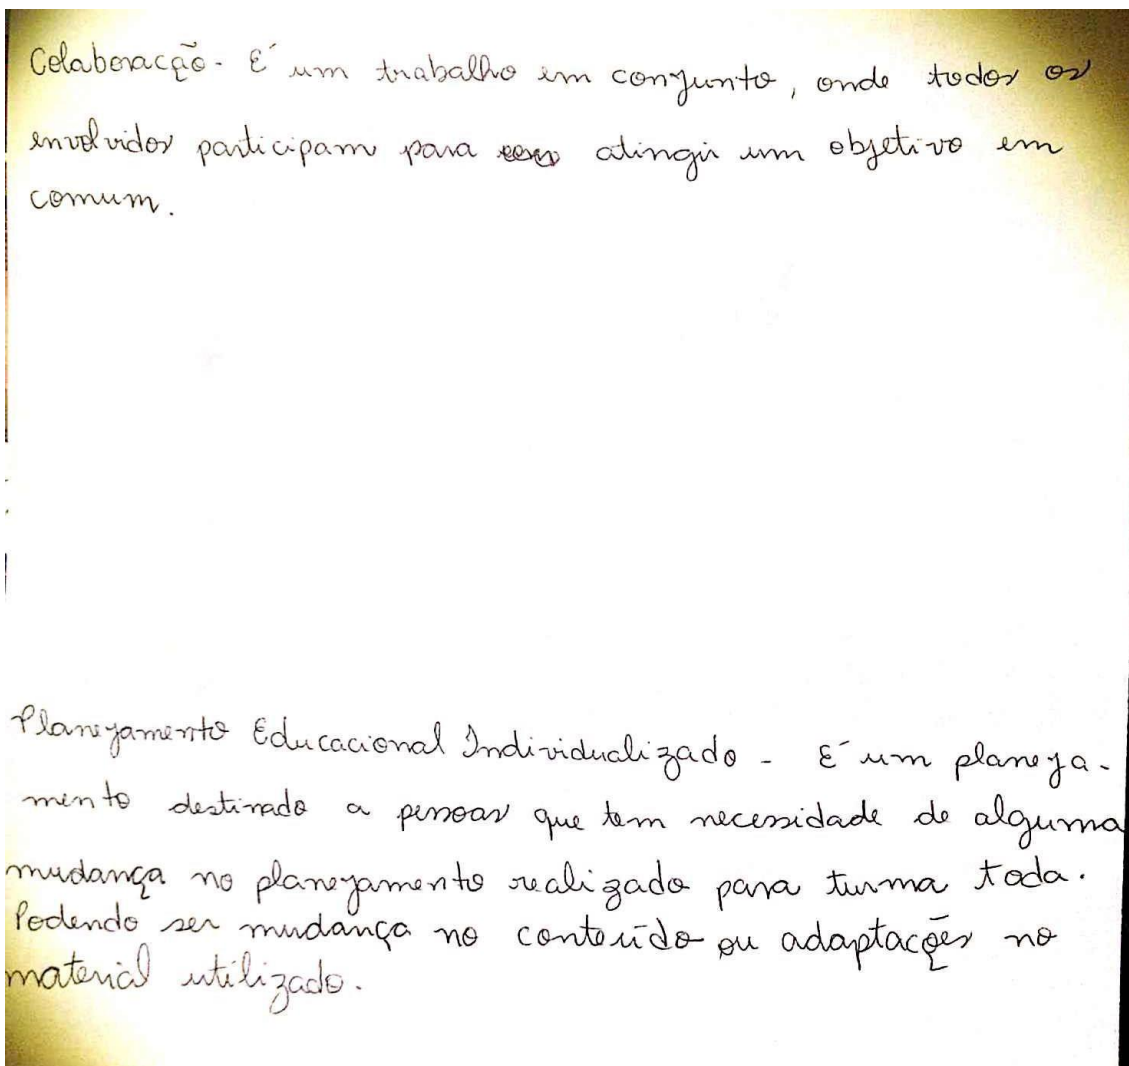 Colaboracção - É um trabalho em conjunto, onde todos os
envolvidos participam para atingir um objetivo em
comum.
Planejamento Educacional Individualizado - É um planeja-
mento destinado a pessoas que tem necessidade de alguma
mudança no planejamento realizado para turma toda.
Podendo ser mudança no conteúdo ou adaptações no
material utilizado.